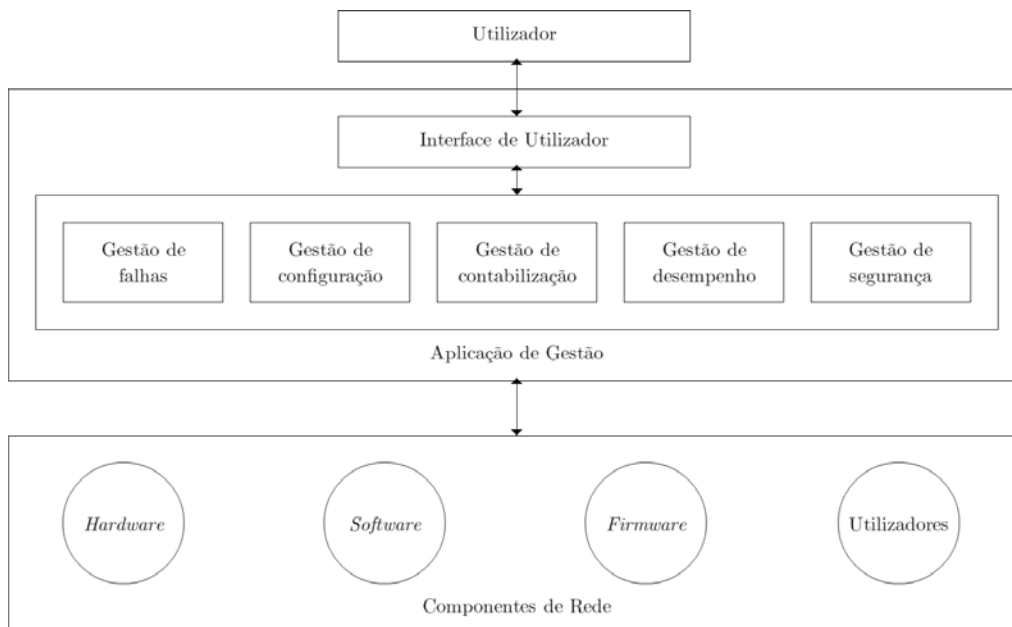 Utilizador
Interface de Utilizador
Gestão de
falhas
Gestão de
configuração
Gestão de
contabilização
Gestão de
desempenho
Gestão de
segurança
Aplicação de Gestão
Hardware
Software
Firmware
Utilizadores
Componentes de Rede